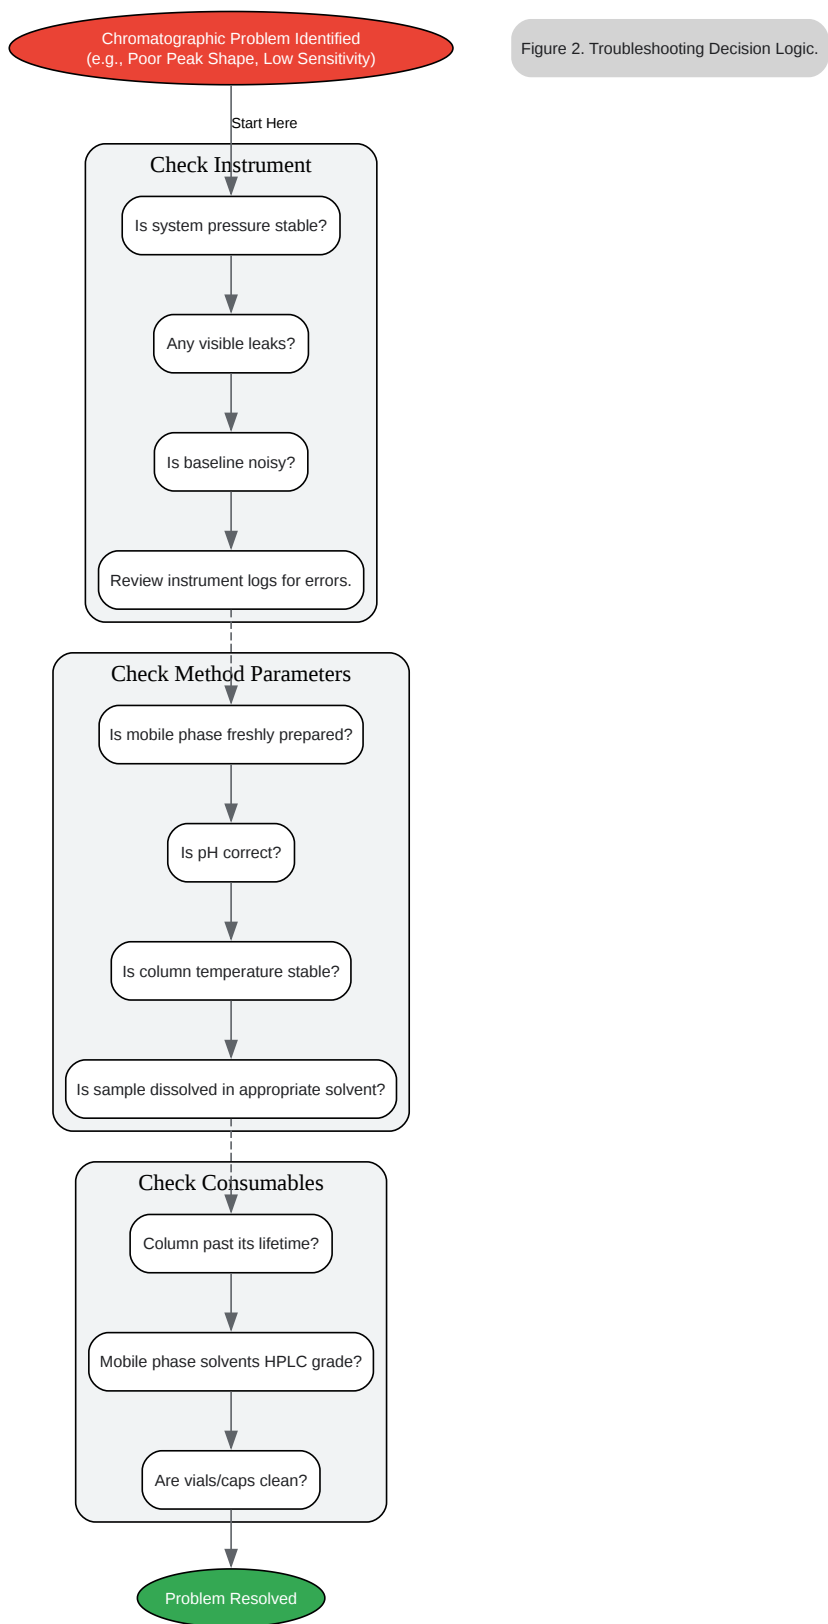 Chromatographic Problem Identified
(e.g., Poor Peak Shape, Low Sensitivity)
Figure 2. Troubleshooting Decision Logic.
Start Here
Check Instrument
Is system pressure stable?
Any visible leaks?
Is baseline noisy?
Review instrument logs for errors.
Check Method Parameters
Is mobile phase freshly prepared?
Is pH correct?
Is column temperature stable?
Is sample dissolved in appropriate solvent?
Check Consumables
Column past its lifetime?
Mobile phase solvents HPLC grade?
Are vials/caps clean?
Problem Resolved